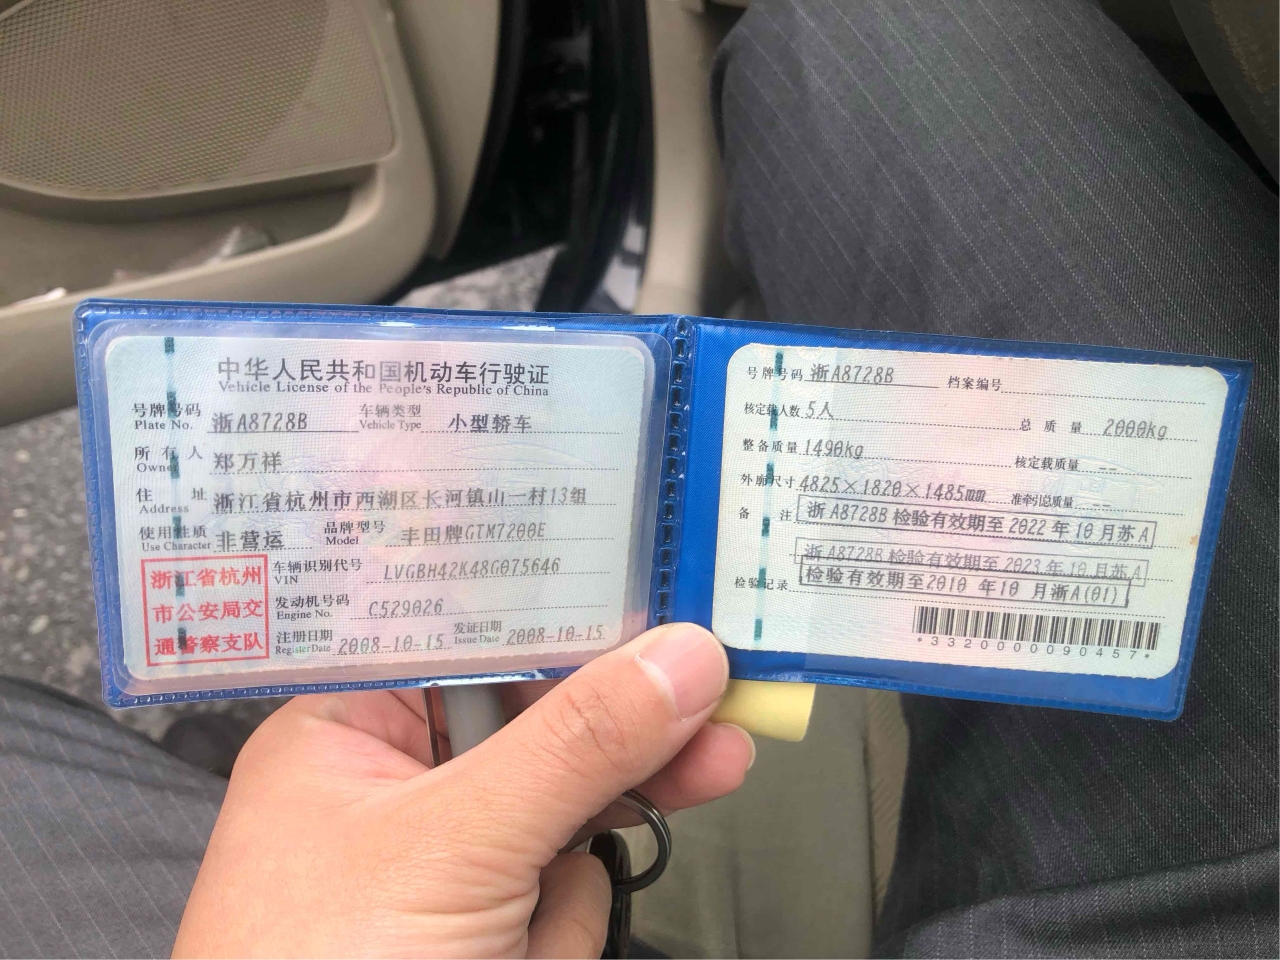 中华人民共和国机动车行驶证
Vehicle License of the People's Republic of China
号牌号码 浙A8728B 车辆类型 小型轿车
Plate No. Vehicle Type
所有人 郑万祥
Owner
住址 浙江省杭州市西湖区长河镇山一村13组
Address
使用性质 非营运 品牌型号 丰田牌GTM7200E
Use Character Model
浙江省杭州
市公安局交
通警察支队
车辆识别代号 LVGBH42K48G075646
VIN
发动机号码 C529026
Engine No.
注册日期 2008-10-15 发证日期 2008-10-15
Register Date Issue Date
号牌号码 浙A8728B 档案编号
核定载人数 5人 总质量 2000kg
整备质量 1490kg 核定载质量 --
外廓尺寸 4825×1820×1485mm 准牵引总质量 --
备注 浙A8728B检验有效期至2022年10月苏A
浙A8728B检验有效期至2023年10月苏A
检验记录 检验有效期至2010年10月浙A(01)
*3320000090457*